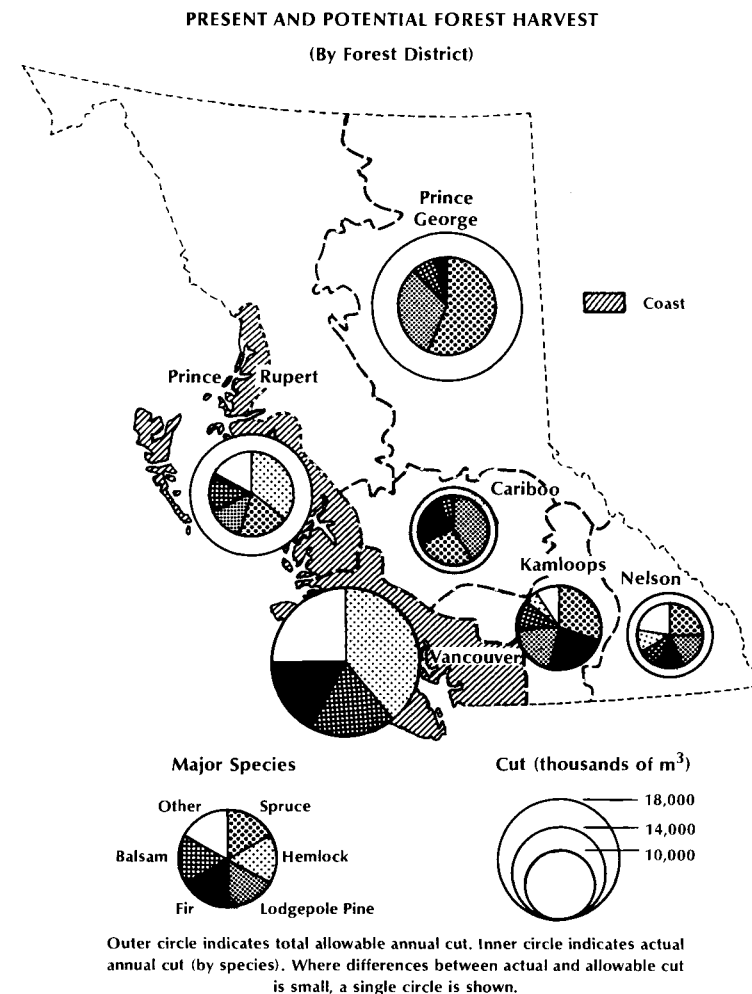 PRESENT AND POTENTIAL FOREST HARVEST
(By Forest District)
Prince
George
Coast
Prince Rupert
Cariboo
Kamloops
Nelson
Vancouver
Major Species
Other
Spruce
Balsam
Hemlock
Fir
Lodgepole Pine
Cut (thousands of m³)
18,000
14,000
10,000
Outer circle indicates total allowable annual cut. Inner circle indicates actual
annual cut (by species). Where differences between actual and allowable cut
is small, a single circle is shown.